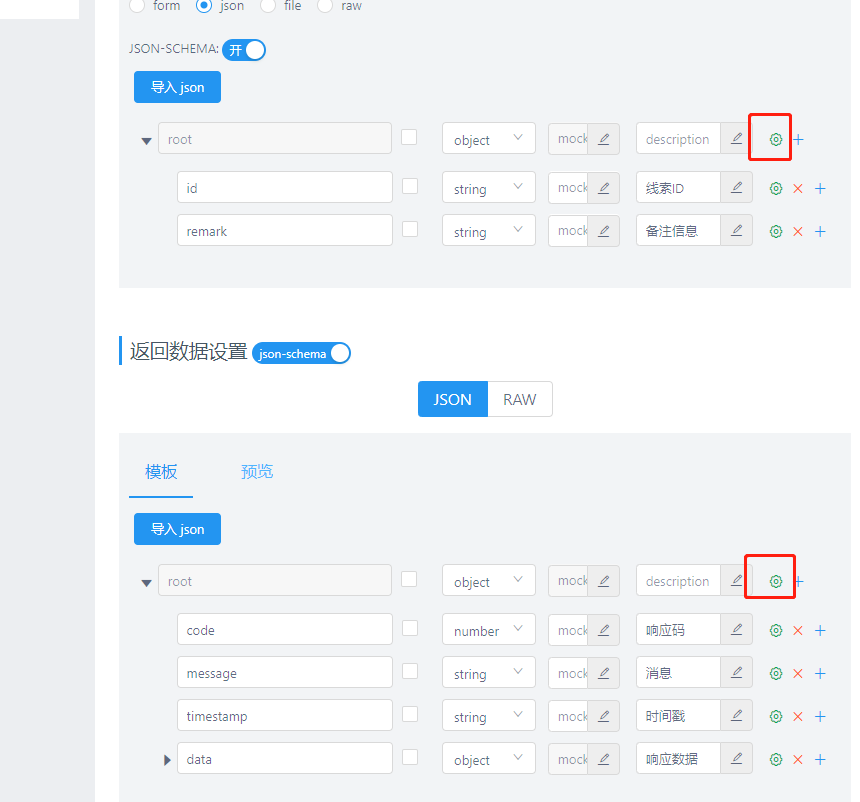 form json file raw
JSON-SCHEMA: 开
导入 json
root object mock description
id string mock 线索ID
remark string mock 备注信息
返回数据设置 json-schema
JSON RAW
模板 预览
导入 json
root object mock description
code number mock 响应码
message string mock 消息
timestamp string mock 时间戳
data object mock 响应数据